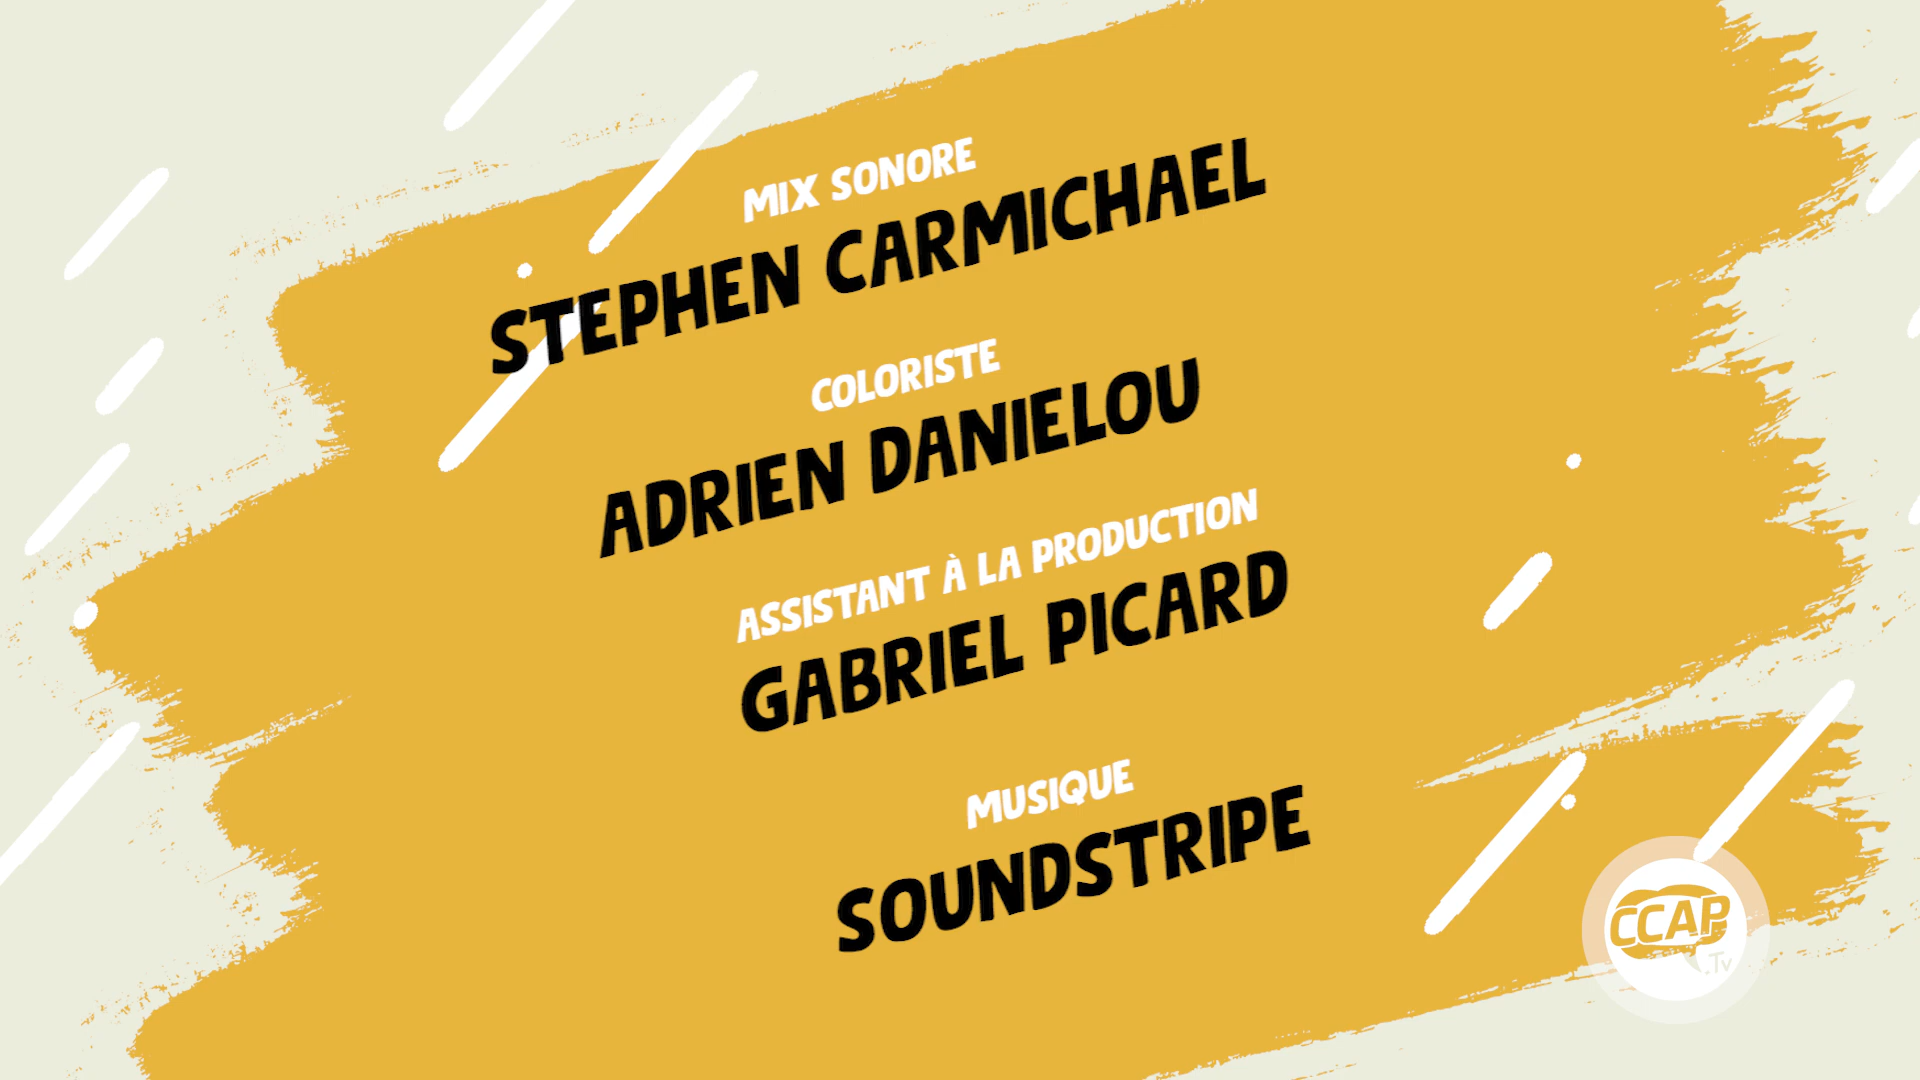 MIX SONORE
STEPHEN CARMICHAEL
COLORISTE
ADRIEN DANIELOU
ASSISTANT À LA PRODUCTION
GABRIEL PICARD
MUSIQUE
SOUNDSTRIPE
CCAP
.Tv